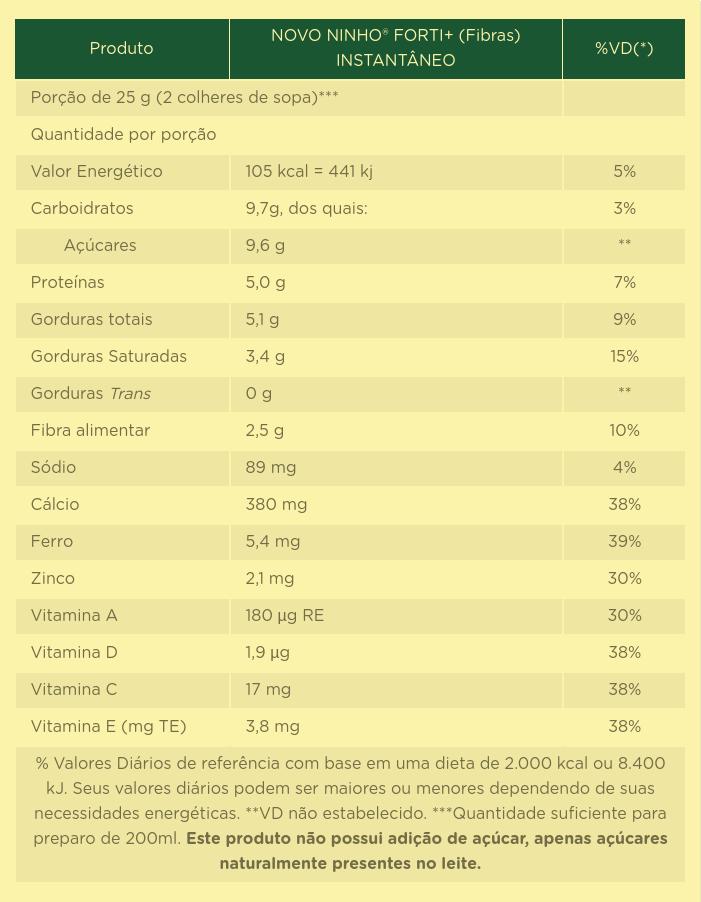 Produto NOVO NINHO® FORTI+ (Fibras) INSTANTÂNEO %VD(*)
Porção de 25 g (2 colheres de sopa)***
Quantidade por porção
Valor Energético 105 kcal = 441 kj 5%
Carboidratos 9,7g, dos quais: 3%
Açúcares 9,6 g **
Proteínas 5,0 g 7%
Gorduras totais 5,1 g 9%
Gorduras Saturadas 3,4 g 15%
Gorduras Trans 0 g **
Fibra alimentar 2,5 g 10%
Sódio 89 mg 4%
Cálcio 380 mg 38%
Ferro 5,4 mg 39%
Zinco 2,1 mg 30%
Vitamina A 180 µg RE 30%
Vitamina D 1,9 µg 38%
Vitamina C 17 mg 38%
Vitamina E (mg TE) 3,8 mg 38%
% Valores Diários de referência com base em uma dieta de 2.000 kcal ou 8.400
kJ. Seus valores diários podem ser maiores ou menores dependendo de suas
necessidades energéticas. **VD não estabelecido. ***Quantidade suficiente para
preparo de 200ml. Este produto não possui adição de açúcar, apenas açúcares
naturalmente presentes no leite.